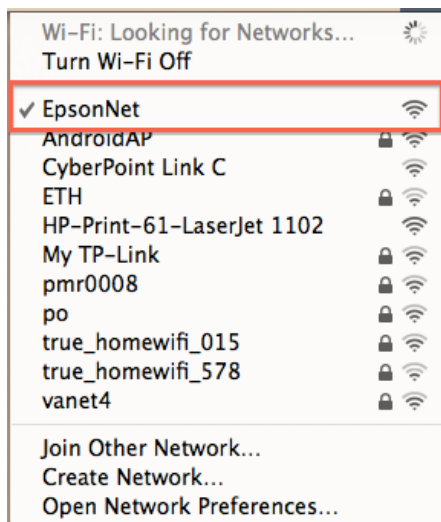 Wi-Fi: Looking for Networks...
Turn Wi-Fi Off
✓ EpsonNet
AndroidAP
CyberPoint Link C
ETH
HP-Print-61-LaserJet 1102
My TP-Link
pmr0008
po
true_homewifi_015
true_homewifi_578
vanet4
Join Other Network...
Create Network...
Open Network Preferences...